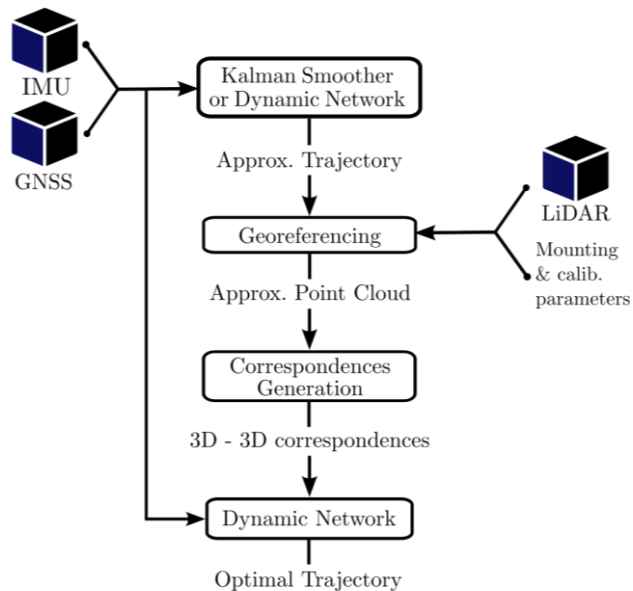 IMU
GNSS
Kalman Smoother
or Dynamic Network
Approx. Trajectory
LiDAR
Georeferencing
Mounting
& calib.
parameters
Approx. Point Cloud
Correspondences
Generation
3D - 3D correspondences
Dynamic Network
Optimal Trajectory